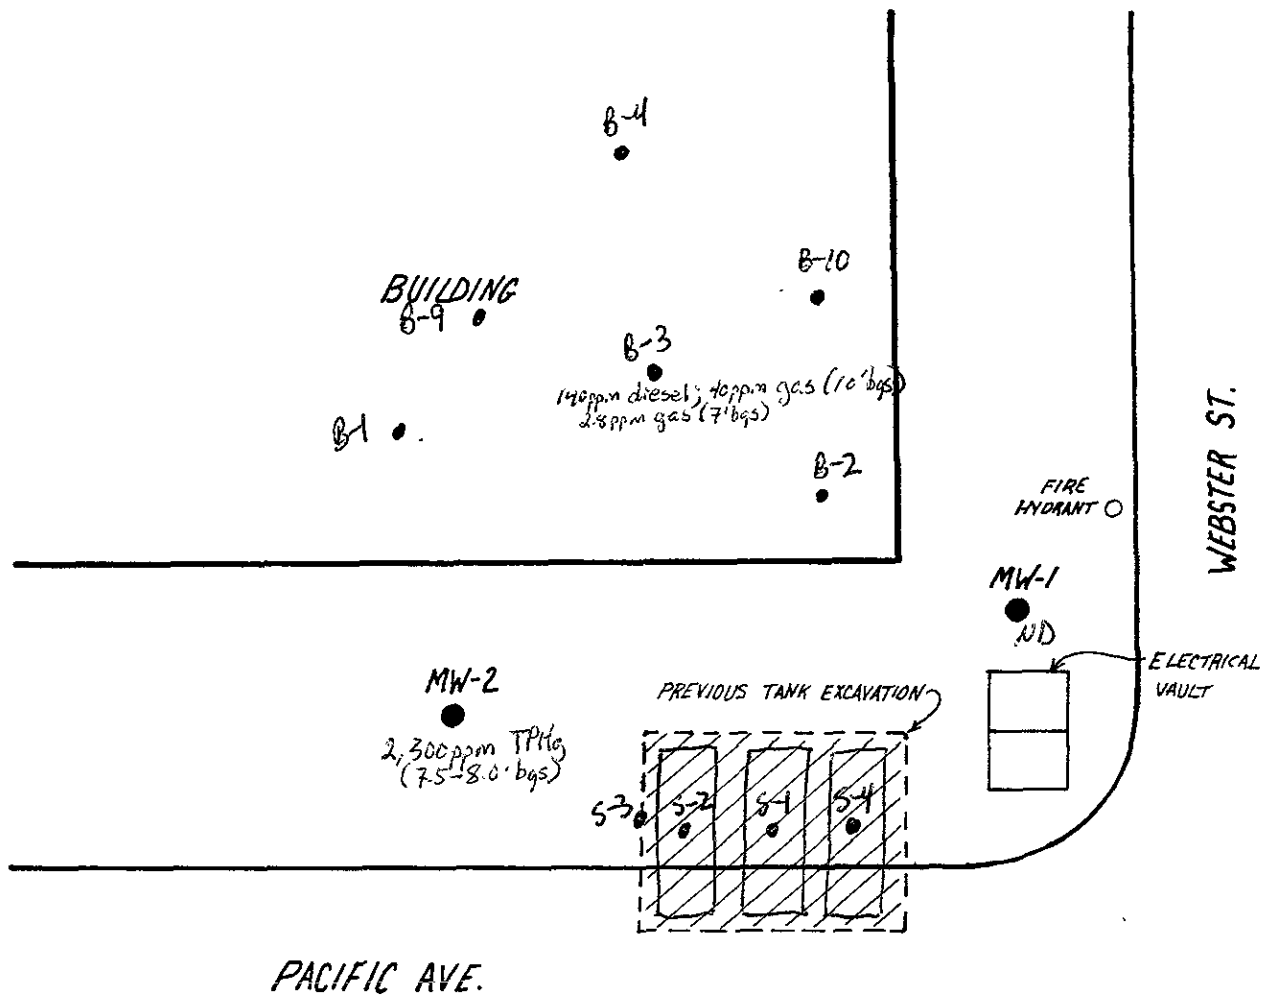 B-4
B-10
BUILDING
B-9
B-3
140ppm diesel; 40ppm gas (10'bgs)
2.8ppm gas (7'bgs)
B-1
B-2
FIRE
HYDRANT
WEBSTER ST.
MW-1
ND
ELECTRICAL
VAULT
MW-2
2,300ppm TPHg
(7.5-8.0'bgs)
PREVIOUS TANK EXCAVATION
S-3
S-2
S-1
S-4
PACIFIC AVE.